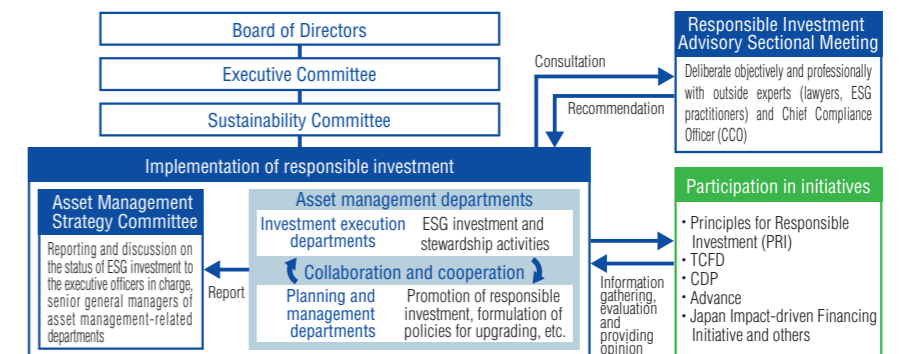 Board of Directors
Executive Committee
Sustainability Committee
Consultation
Recommendation
Responsible Investment
Advisory Sectional Meeting
Deliberate objectively and professionally
with outside experts (lawyers, ESG
practitioners) and Chief Compliance
Officer (CCO)
Implementation of responsible investment
Asset Management
Strategy Committee
Reporting and discussion on
the status of ESG investment to
the executive officers in charge,
senior general managers of
asset management-related
departments
Report
Asset management departments
Investment execution
departments
ESG investment and
stewardship activities
Collaboration and cooperation
Planning and
management
departments
Promotion of responsible
investment, formulation of
policies for upgrading, etc.
Information
gathering,
evaluation
and
providing
opinion
Participation in initiatives
• Principles for Responsible
Investment (PRI)
• TCFD
• CDP
• Advance
• Japan Impact-driven Financing
Initiative and others